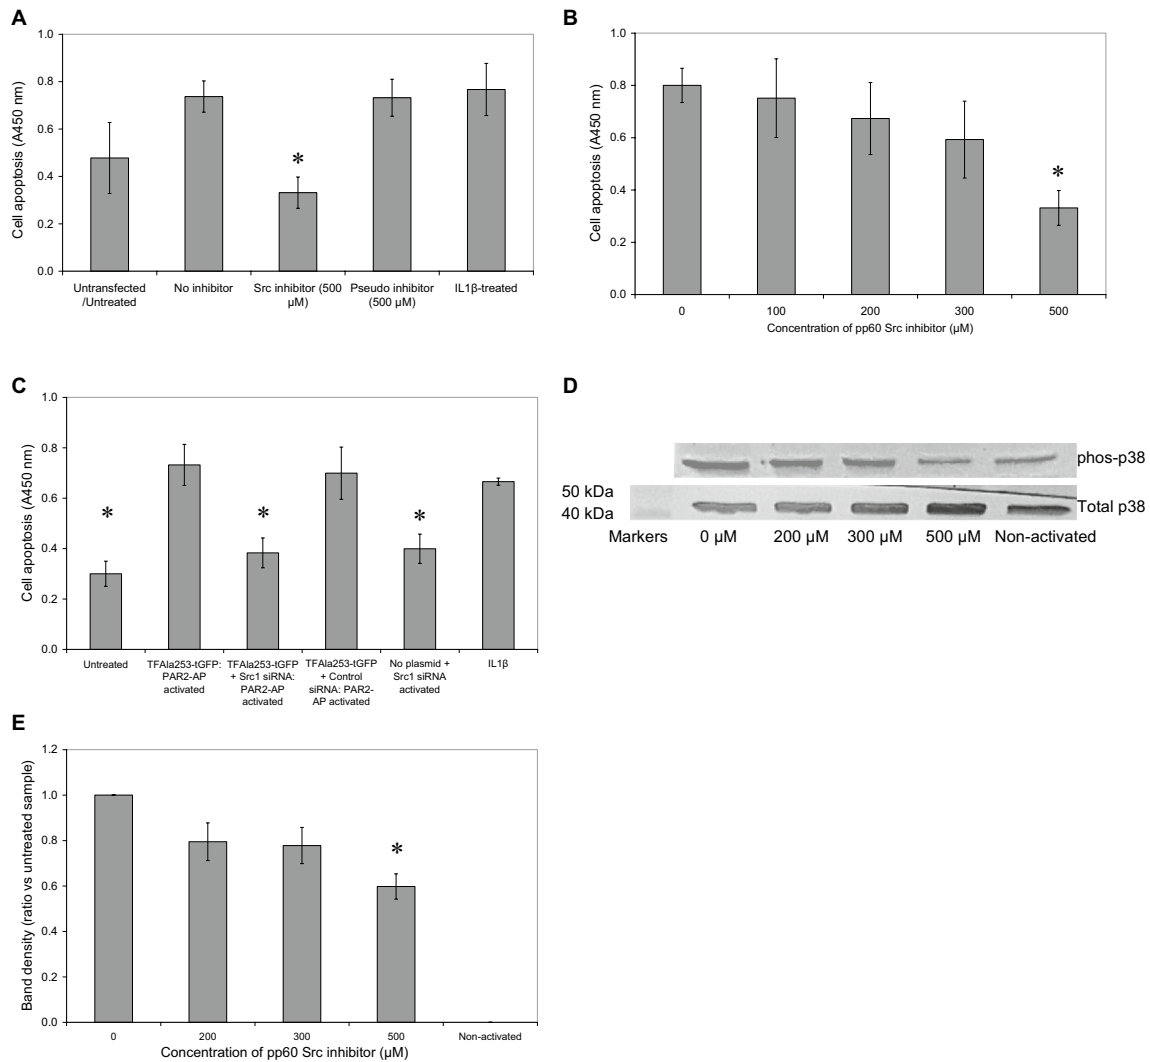 A
Cell apoptosis (A450 nm)
1.0
0.8
0.6
0.4
0.2
0.0
*
Untransfected No inhibitor Src inhibitor (500 Pseudo inhibitor IL1β-treated
/Untreated µM) (500 µM)
B
Cell apoptosis (A450 nm)
1.0
0.8
0.6
0.4
0.2
0.0
*
0 100 200 300 500
Concentration of pp60 Src inhibitor (µM)
C
Cell apoptosis (A450 nm)
1.0
0.8
0.6
0.4
0.2
0.0
* * *
Untreated TFAla253-tGFP: TFAla253-tGFP TFAla253-tGFP No plasmid + IL1β
PAR2-AP + Src1 siRNA: + Control Src1 siRNA
activated PAR2-AP siRNA: PAR2- activated
activated AP activated
D
phos-p38
50 kDa
40 kDa
Total p38
Markers 0 µM 200 µM 300 µM 500 µM Non-activated
E
Band density (ratio vs untreated sample)
1.2
1.0
0.8
0.6
0.4
0.2
0.0
*
0 200 300 500 Non-activated
Concentration of pp60 Src inhibitor (µM)